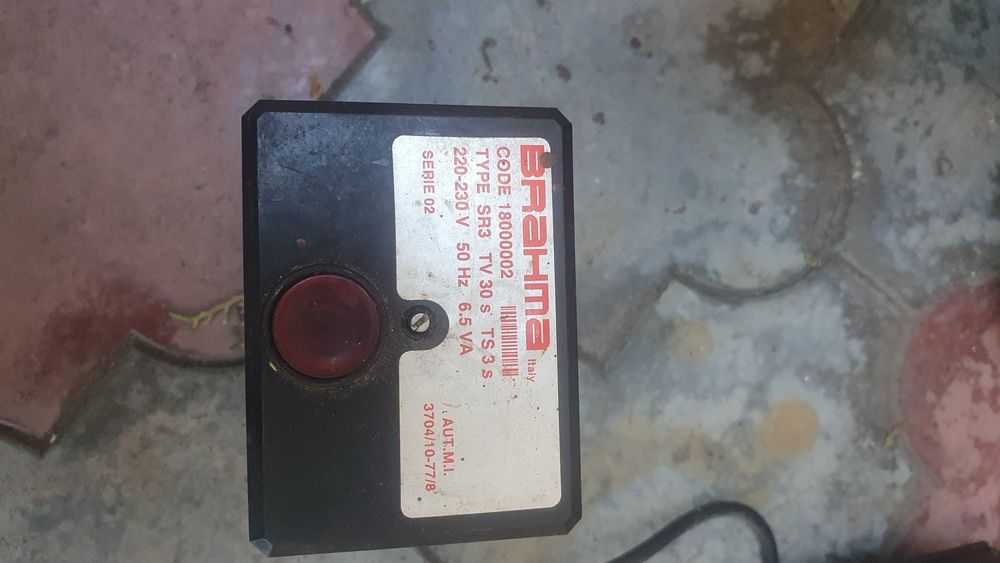 BRAHMA Italy
CODE 18000002
TYPE SR3 TV 30 s TS 3 s
220-230 V 50 Hz 6.5 VA
SERIE 02
AUT.M.I.
3704/10-77/8